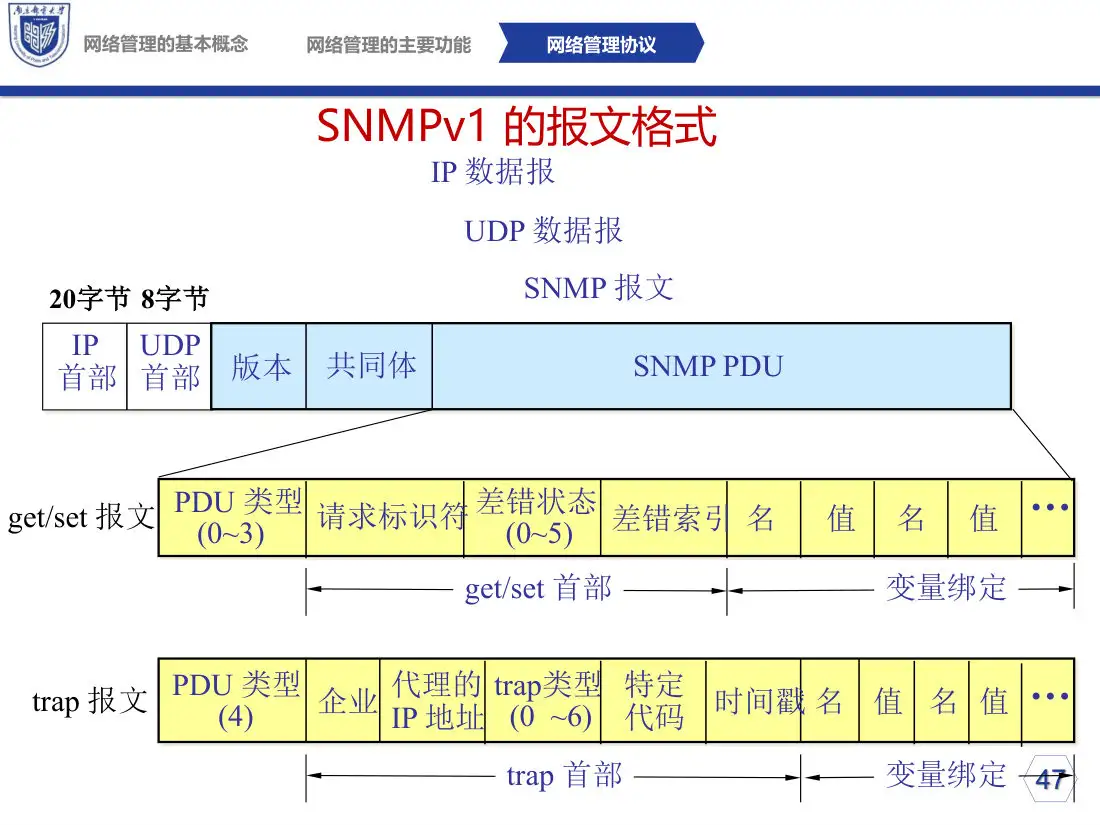 网络管理的基本概念
网络管理的主要功能
网络管理协议
SNMPv1 的报文格式
IP 数据报
UDP 数据报
SNMP 报文
20字节 8字节
IP
首部
UDP
首部
版本
共同体
SNMP PDU
get/set 报文
PDU 类型
(0~3)
请求标识符
差错状态
(0~5)
差错索引
名
值
名
值
•••
get/set 首部
变量绑定
trap 报文
PDU 类型
(4)
企业
代理的
IP 地址
trap类型
(0 ~6)
特定
代码
时间戳
名
值
名
值
•••
trap 首部
变量绑定
47